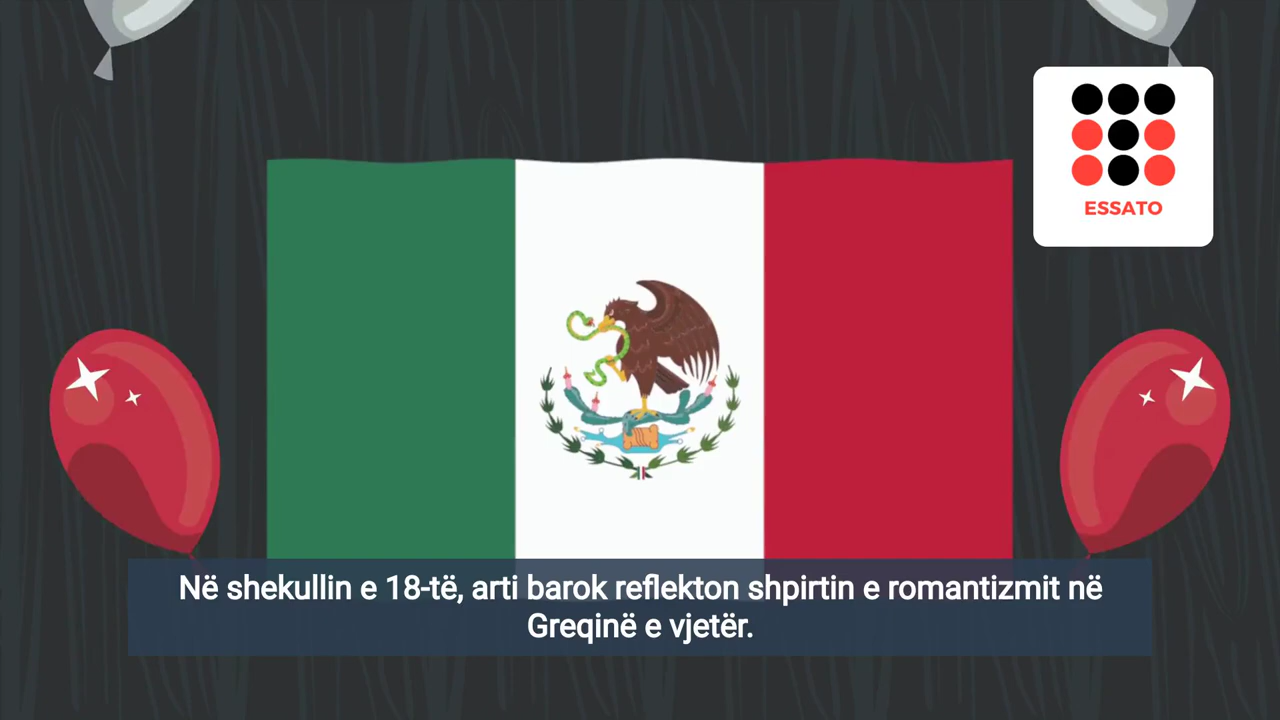 ESSATO
Në shekullin e 18-të, arti barok reflekton shpirtin e romantizmit në
Greqinë e vjetër.